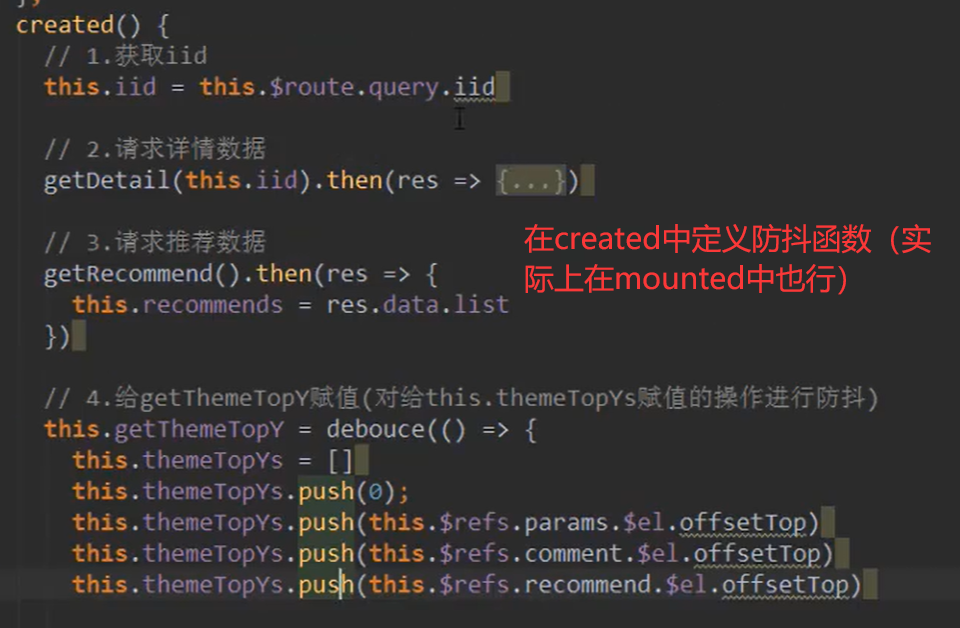 };
created() {
// 1.获取iid
this.iid = this.$route.query.iid
// 2.请求详情数据
getDetail(this.iid).then(res => {...})
// 3.请求推荐数据
getRecommend().then(res => {
this.recommends = res.data.list
})
在created中定义防抖函数（实
际上在mounted中也行）
// 4.给getThemeTopY赋值(对给this.themeTopYs赋值的操作进行防抖)
this.getThemeTopY = debouce(() => {
this.themeTopYs = []
this.themeTopYs.push(0);
this.themeTopYs.push(this.$refs.params.$el.offsetTop)
this.themeTopYs.push(this.$refs.comment.$el.offsetTop)
this.themeTopYs.push(this.$refs.recommend.$el.offsetTop)